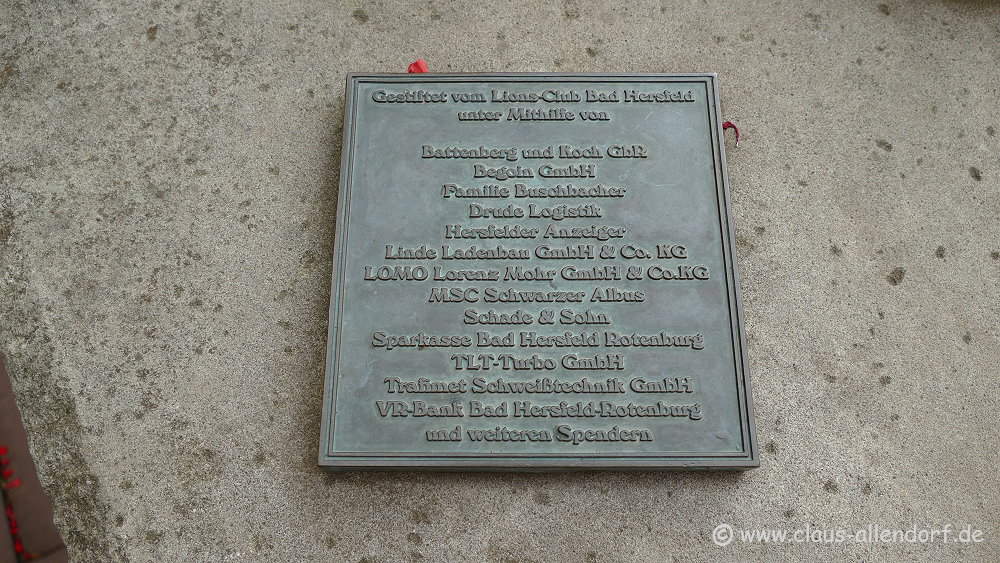 Gestiftet vom Lions-Club Bad Hersfeld
unter Mithilfe von
Battenberg und Koch GbR
Begoin GmbH
Familie Buschbacher
Drude Logistik
Hersfelder Anzeiger
Linde Ladenbau GmbH & Co. KG
LOMO Lorenz Mohr GmbH & Co.KG
MSC Schwarzer Albus
Schade & Sohn
Sparkasse Bad Hersfeld Rotenburg
TLT-Turbo GmbH
Trafimet Schweißtechnik GmbH
VR-Bank Bad Hersfeld-Rotenburg
und weiteren Spendern
© www.claus-allendorf.de